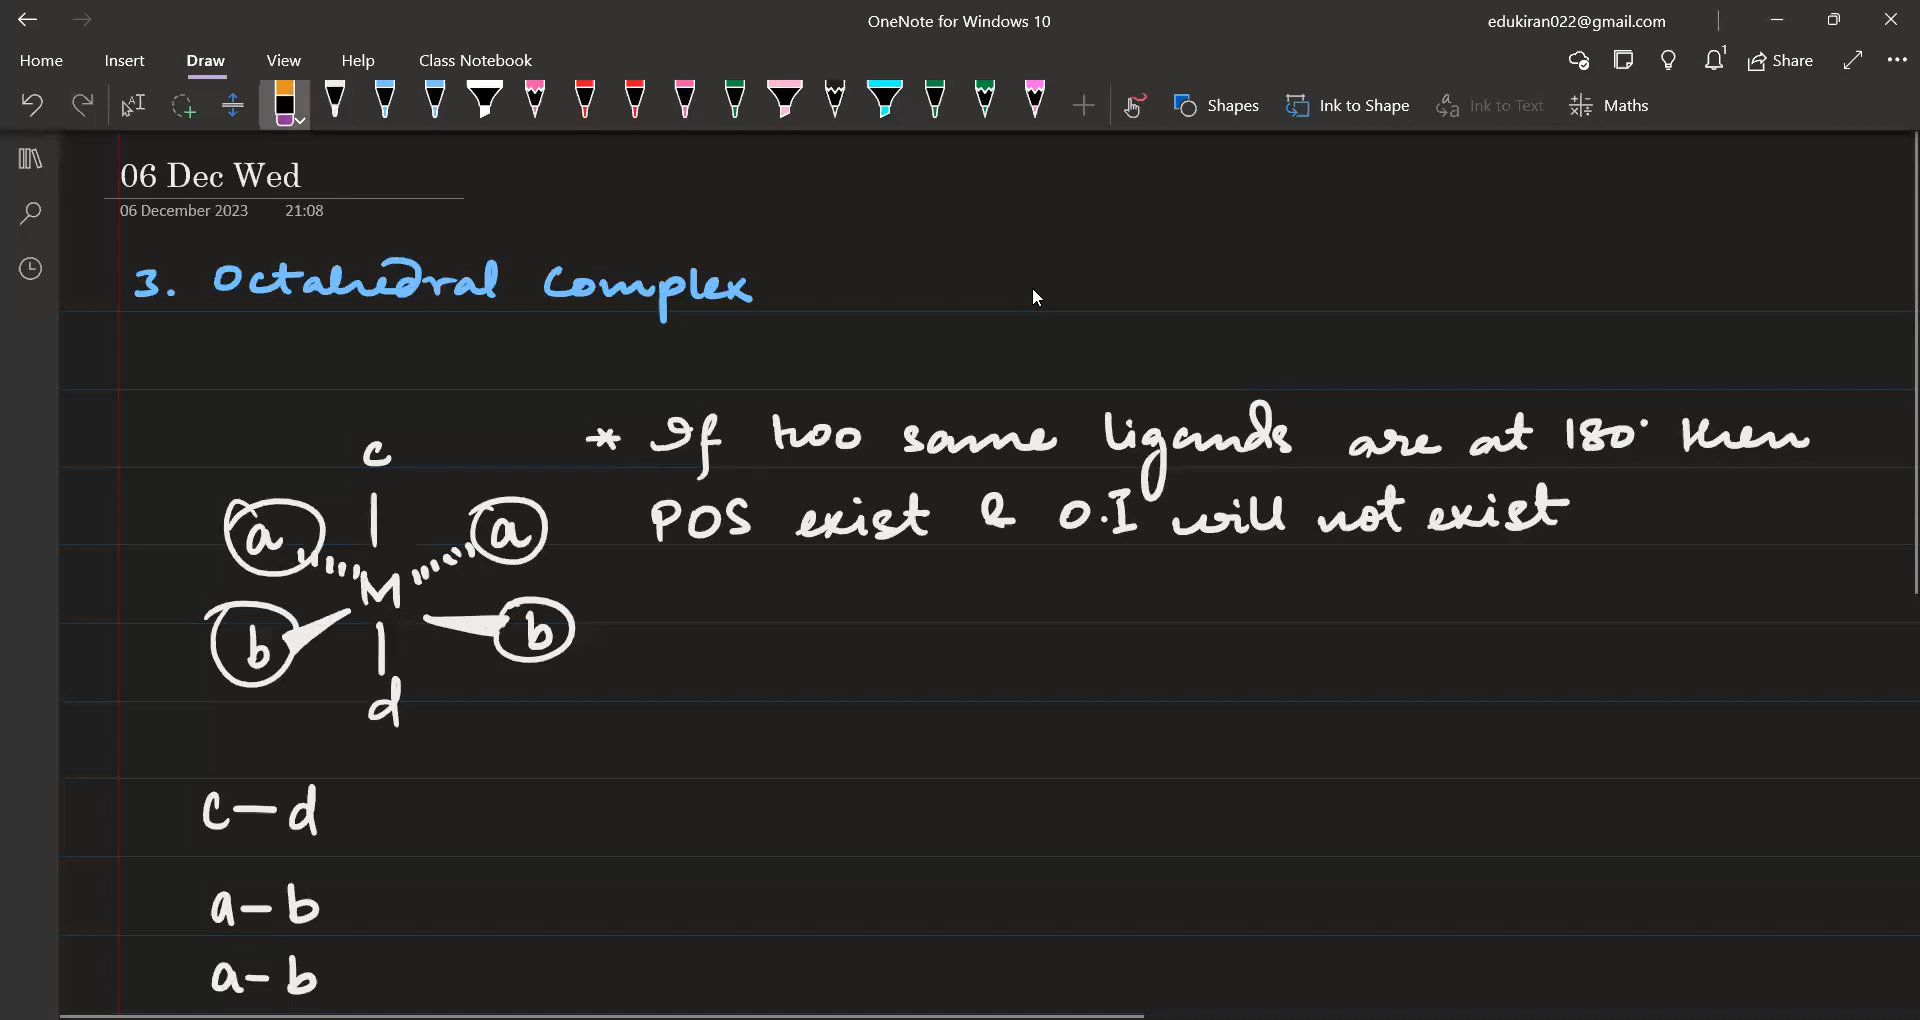 OneNote for Windows 10
edukiran022@gmail.com
Home Insert Draw View Help Class Notebook
1
Share
Shapes
Ink to Shape
Ink to Text
Maths
06 Dec Wed
06 December 2023 21:08
3. Octahedral Complex
* If two same ligands are at 180° then
POS exist & O.I will not exist
c
a a
M
b b
d
c-d
a-b
a-b